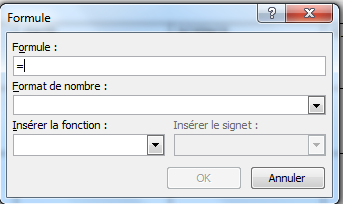 Formule
?
Formule :
=
Format de nombre :
Insérer la fonction : Insérer le signet :
OK Annuler